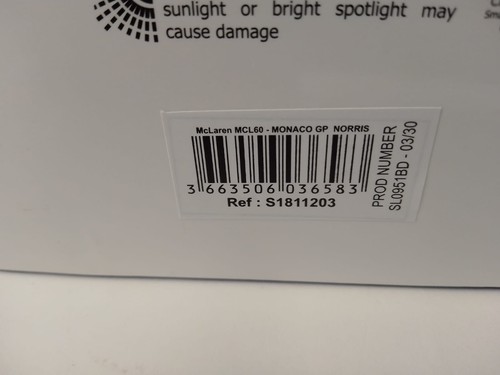 sunlight or bright spotlight may
cause damage
McLaren MCL60 - MONACO GP NORRIS
3 663506 036583
Ref : S1811203
PROD NUMBER
SL0951BD - 03/30